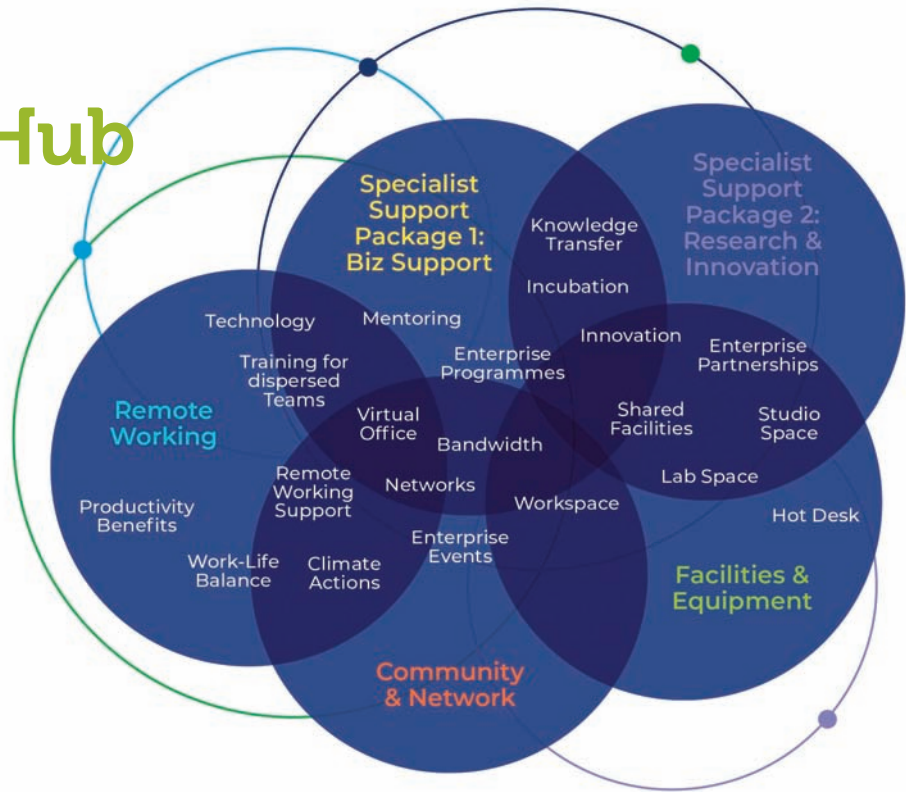 Hub
Specialist
Support
Package 1:
Biz Support
Specialist
Support
Package 2:
Research &
Innovation
Knowledge
Transfer
Incubation
Innovation
Technology
Mentoring
Training for
dispersed
Teams
Enterprise
Programmes
Enterprise
Partnerships
Remote
Working
Virtual
Office
Bandwidth
Shared
Facilities
Studio
Space
Remote
Working
Support
Networks
Workspace
Lab Space
Hot Desk
Productivity
Benefits
Work-Life
Balance
Climate
Actions
Enterprise
Events
Facilities &
Equipment
Community
& Network